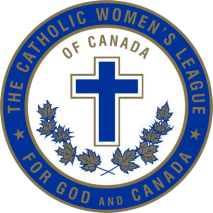 THE CATHOLIC WOMEN'S LEAGUE
OF CANADA
FOR GOD AND CANADA